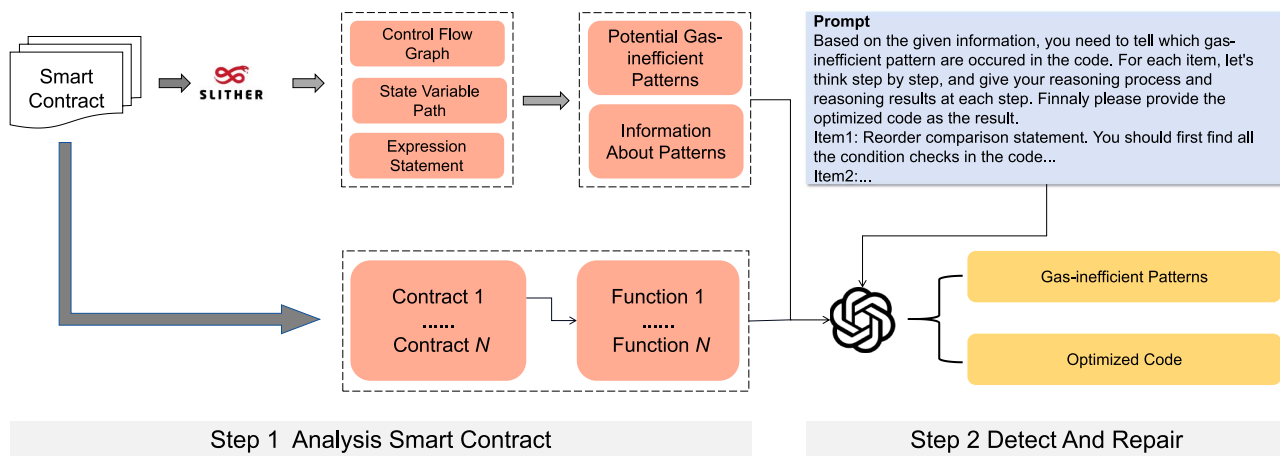 Smart
Contract
SLITHER
Control Flow
Graph
State Variable
Path
Expression
Statement
Potential Gas-
inefficient
Patterns
Information
About Patterns
Prompt
Based on the given information, you need to tell which gas-
inefficient pattern are occured in the code. For each item, let's
think step by step, and give your reasoning process and
reasoning results at each step. Finnaly please provide the
optimized code as the result.
Item1: Reorder comparison statement. You should first find all
the condition checks in the code...
Item2:...
Contract 1
......
Contract N
Function 1
......
Function N
Gas-inefficient Patterns
Optimized Code
Step 1 Analysis Smart Contract
Step 2 Detect And Repair